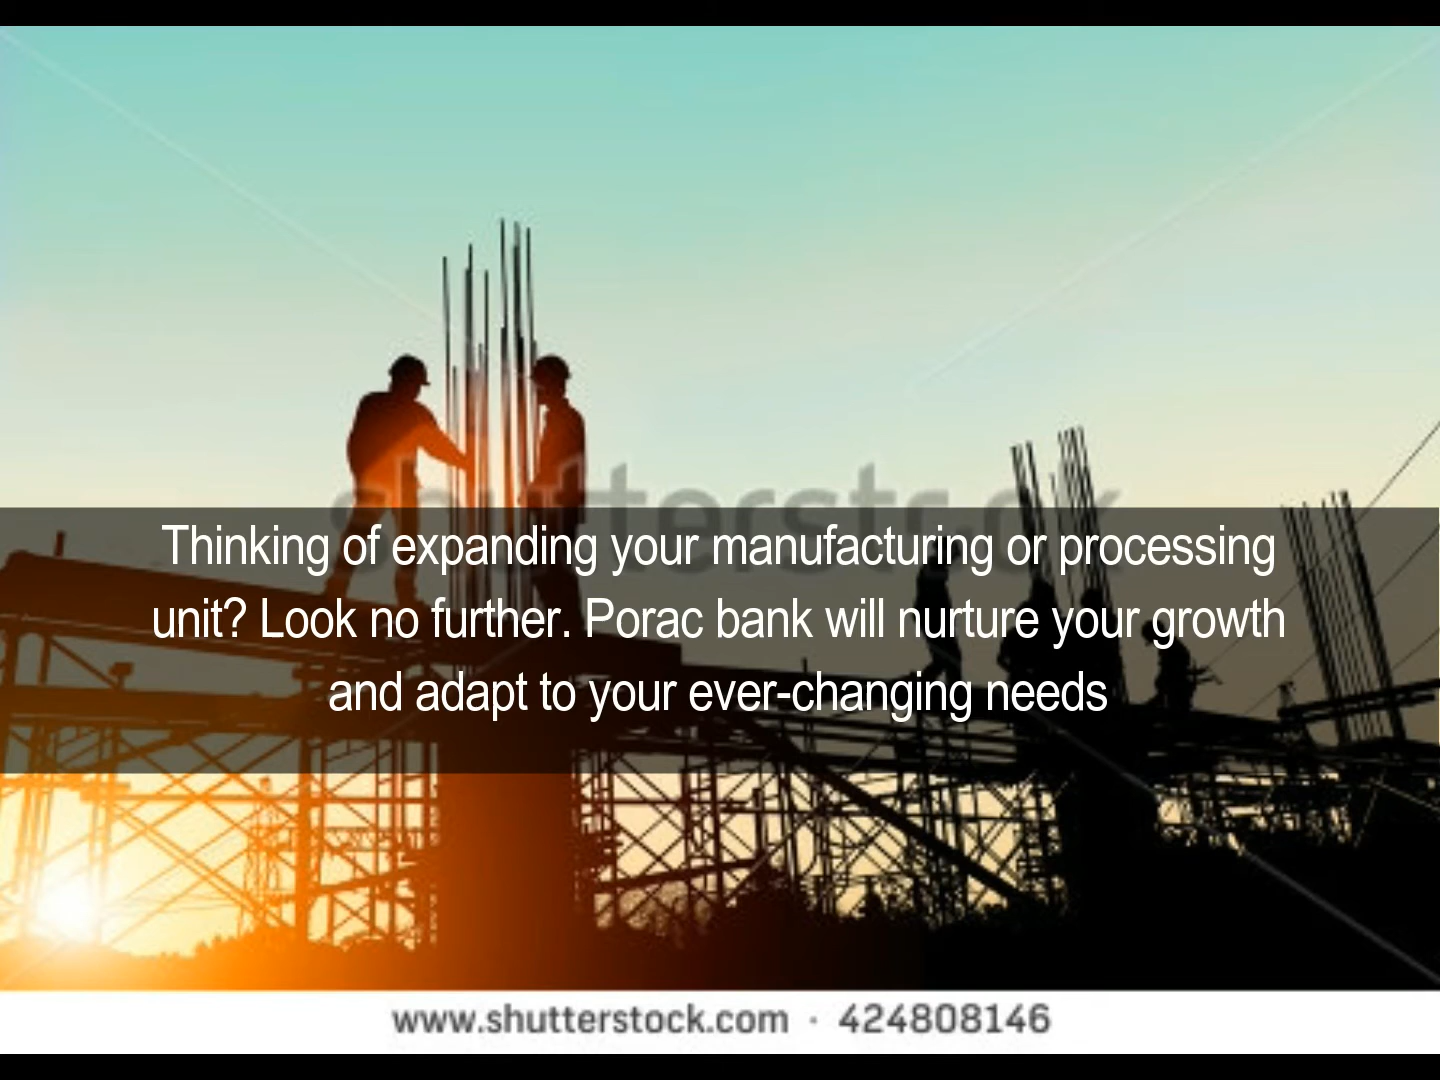 shutterstock
Thinking of expanding your manufacturing or processing
unit? Look no further. Porac bank will nurture your growth
and adapt to your ever-changing needs
www.shutterstock.com · 424808146